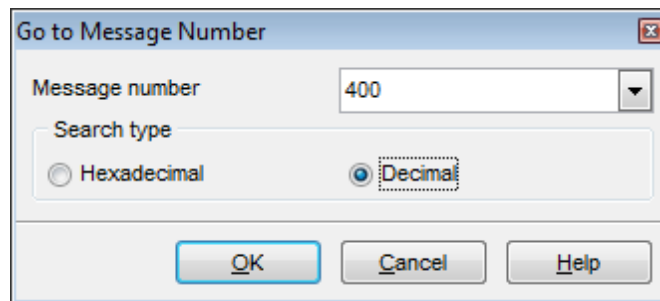 Go to Message Number
Message number 400
Search type
Hexadecimal Decimal
OK Cancel Help